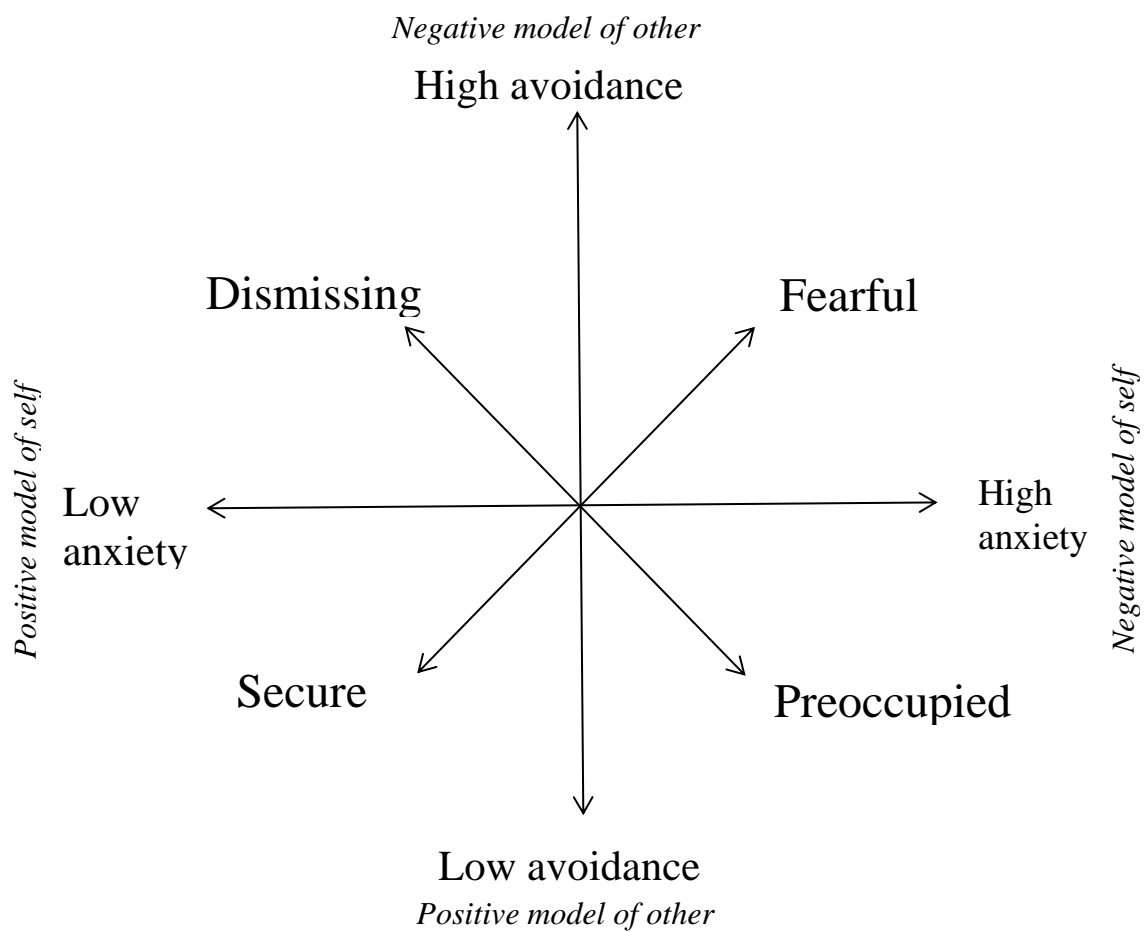 Negative model of other
High avoidance
Dismissing
Fearful
Positive model of self
Low
anxiety
High
anxiety
Negative model of self
Secure
Preoccupied
Low avoidance
Positive model of other